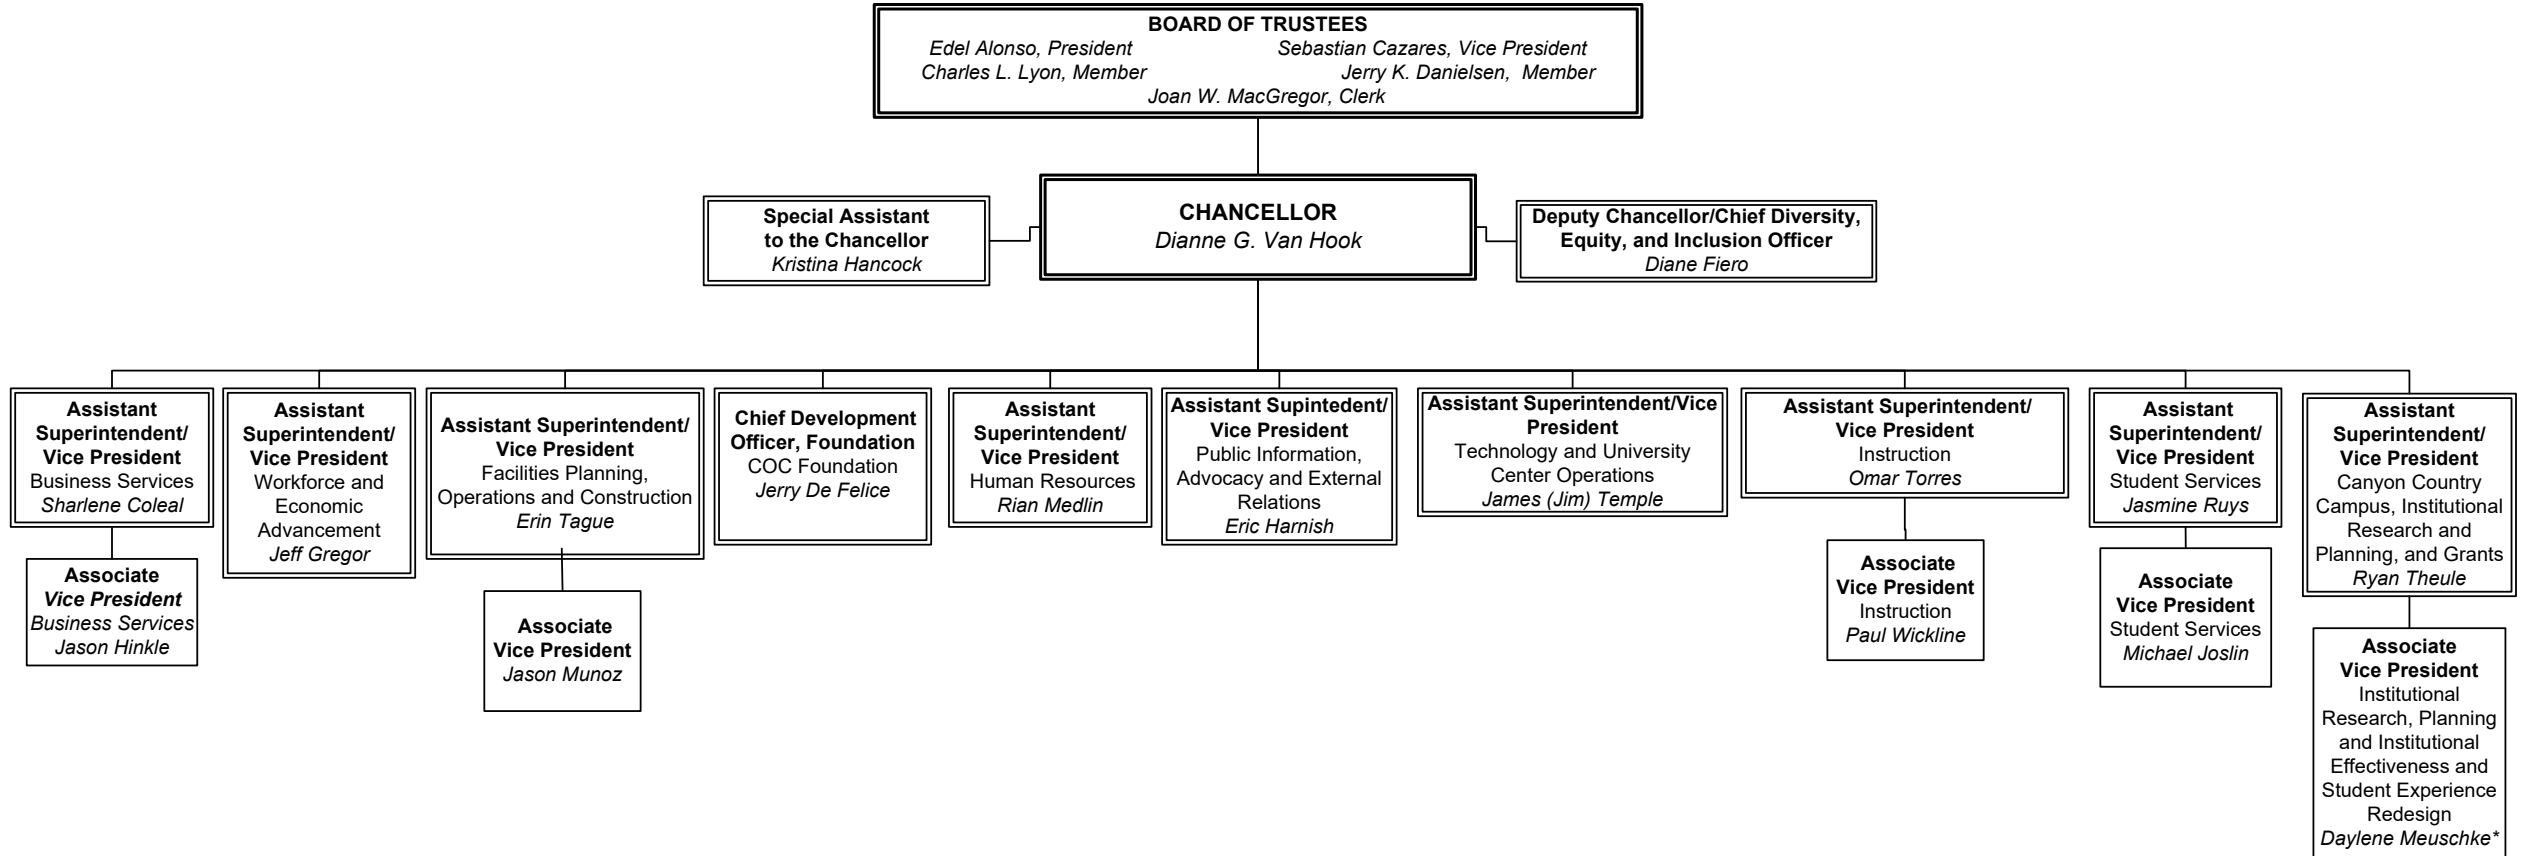 BOARD OF TRUSTEES
Edel Alonso, President Sebastian Cazares, Vice President
Charles L. Lyon, Member Jerry K. Danielsen, Member
Joan W. MacGregor, Clerk
CHANCELLOR
Dianne G. Van Hook
Special Assistant
to the Chancellor
Kristina Hancock
Deputy Chancellor/Chief Diversity,
Equity, and Inclusion Officer
Diane Fiero
Assistant
Superintendent/
Vice President
Business Services
Sharlene Coleal
Assistant
Superintendent/
Vice President
Workforce and
Economic
Advancement
Jeff Gregor
Assistant Superintendent/
Vice President
Facilities Planning,
Operations and Construction
Erin Tague
Chief Development
Officer, Foundation
COC Foundation
Jerry De Felice
Assistant
Superintendent/
Vice President
Human Resources
Rian Medlin
Assistant Supintedent/
Vice President
Public Information,
Advocacy and External
Relations
Eric Harnish
Assistant Superintendent/Vice
President
Technology and University
Center Operations
James (Jim) Temple
Assistant Superintendent/
Vice President
Instruction
Omar Torres
Assistant
Superintendent/
Vice President
Student Services
Jasmine Ruys
Assistant
Superintendent/
Vice President
Canyon Country
Campus, Institutional
Research and
Planning, and Grants
Ryan Theule
Associate
Vice President
Business Services
Jason Hinkle
Associate
Vice President
Jason Munoz
Associate
Vice President
Instruction
Paul Wickline
Associate
Vice President
Student Services
Michael Joslin
Associate
Vice President
Institutional
Research, Planning
and Institutional
Effectiveness and
Student Experience
Redesign
Daylene Meuschke*